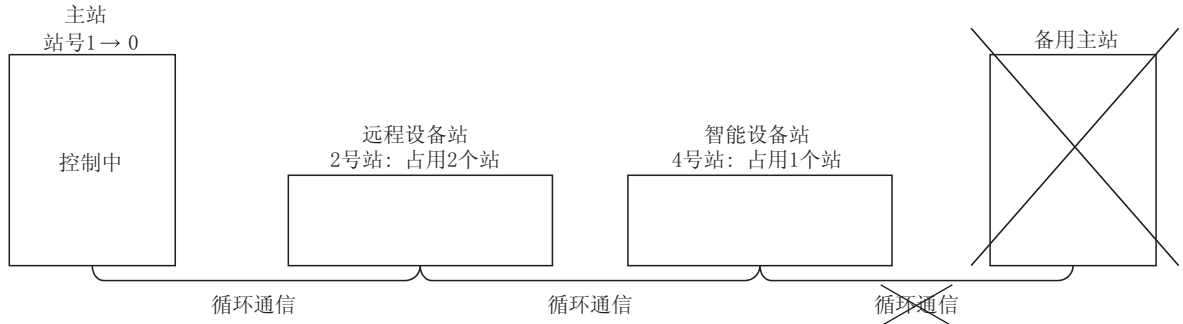 主站
站号1→0
控制中
远程设备站
2号站: 占用2个站
智能设备站
4号站: 占用1个站
备用主站
循环通信
循环通信
循环通信